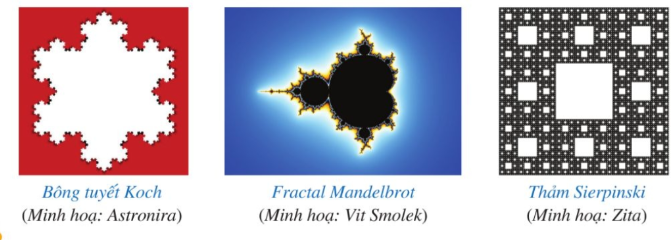 Bông tuyết Koch
(Minh hoạ: Astronira)
Fractal Mandelbrot
(Minh hoạ: Vit Smolek)
Thảm Sierpinski
(Minh hoạ: Zita)